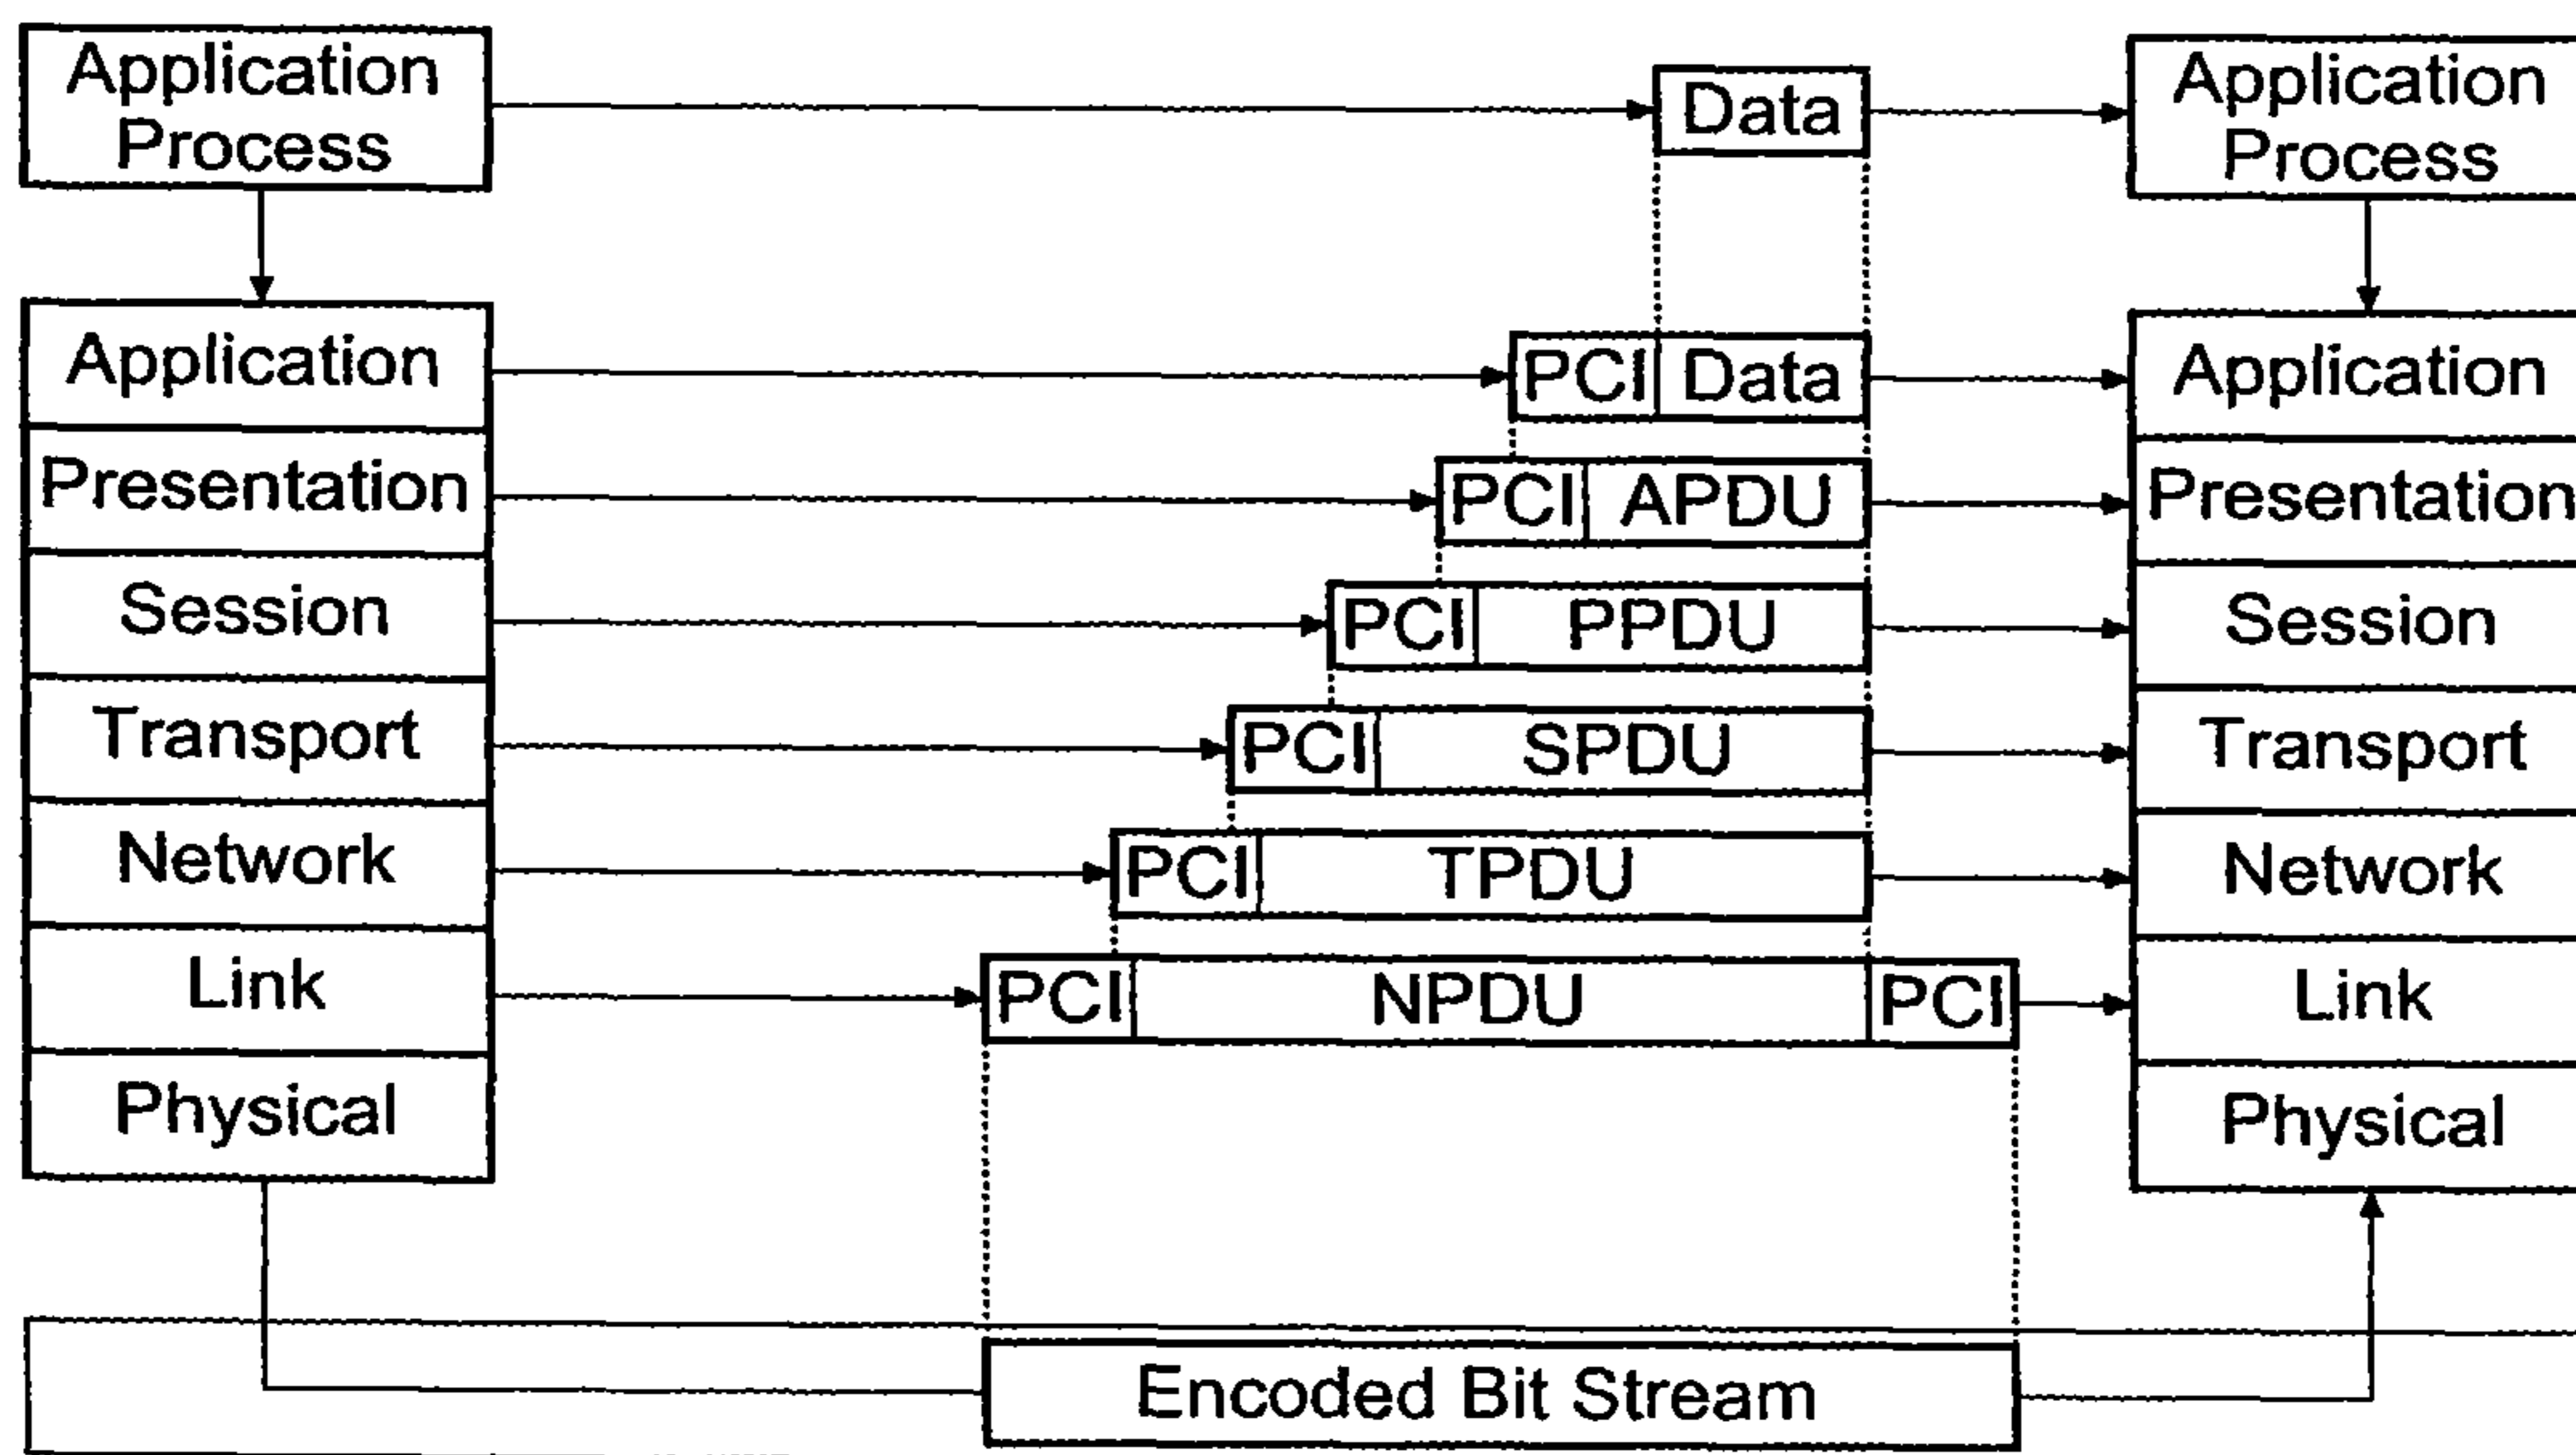 Application
Process
Data
Application
Process
Application
PCI Data
Application
Presentation
PCI APDU
Presentation
Session
PCI PPDU
Session
Transport
PCI SPDU
Transport
Network
PCI TPDU
Network
Link
PCI NPDU PCI
Link
Physical
Physical
Encoded Bit Stream